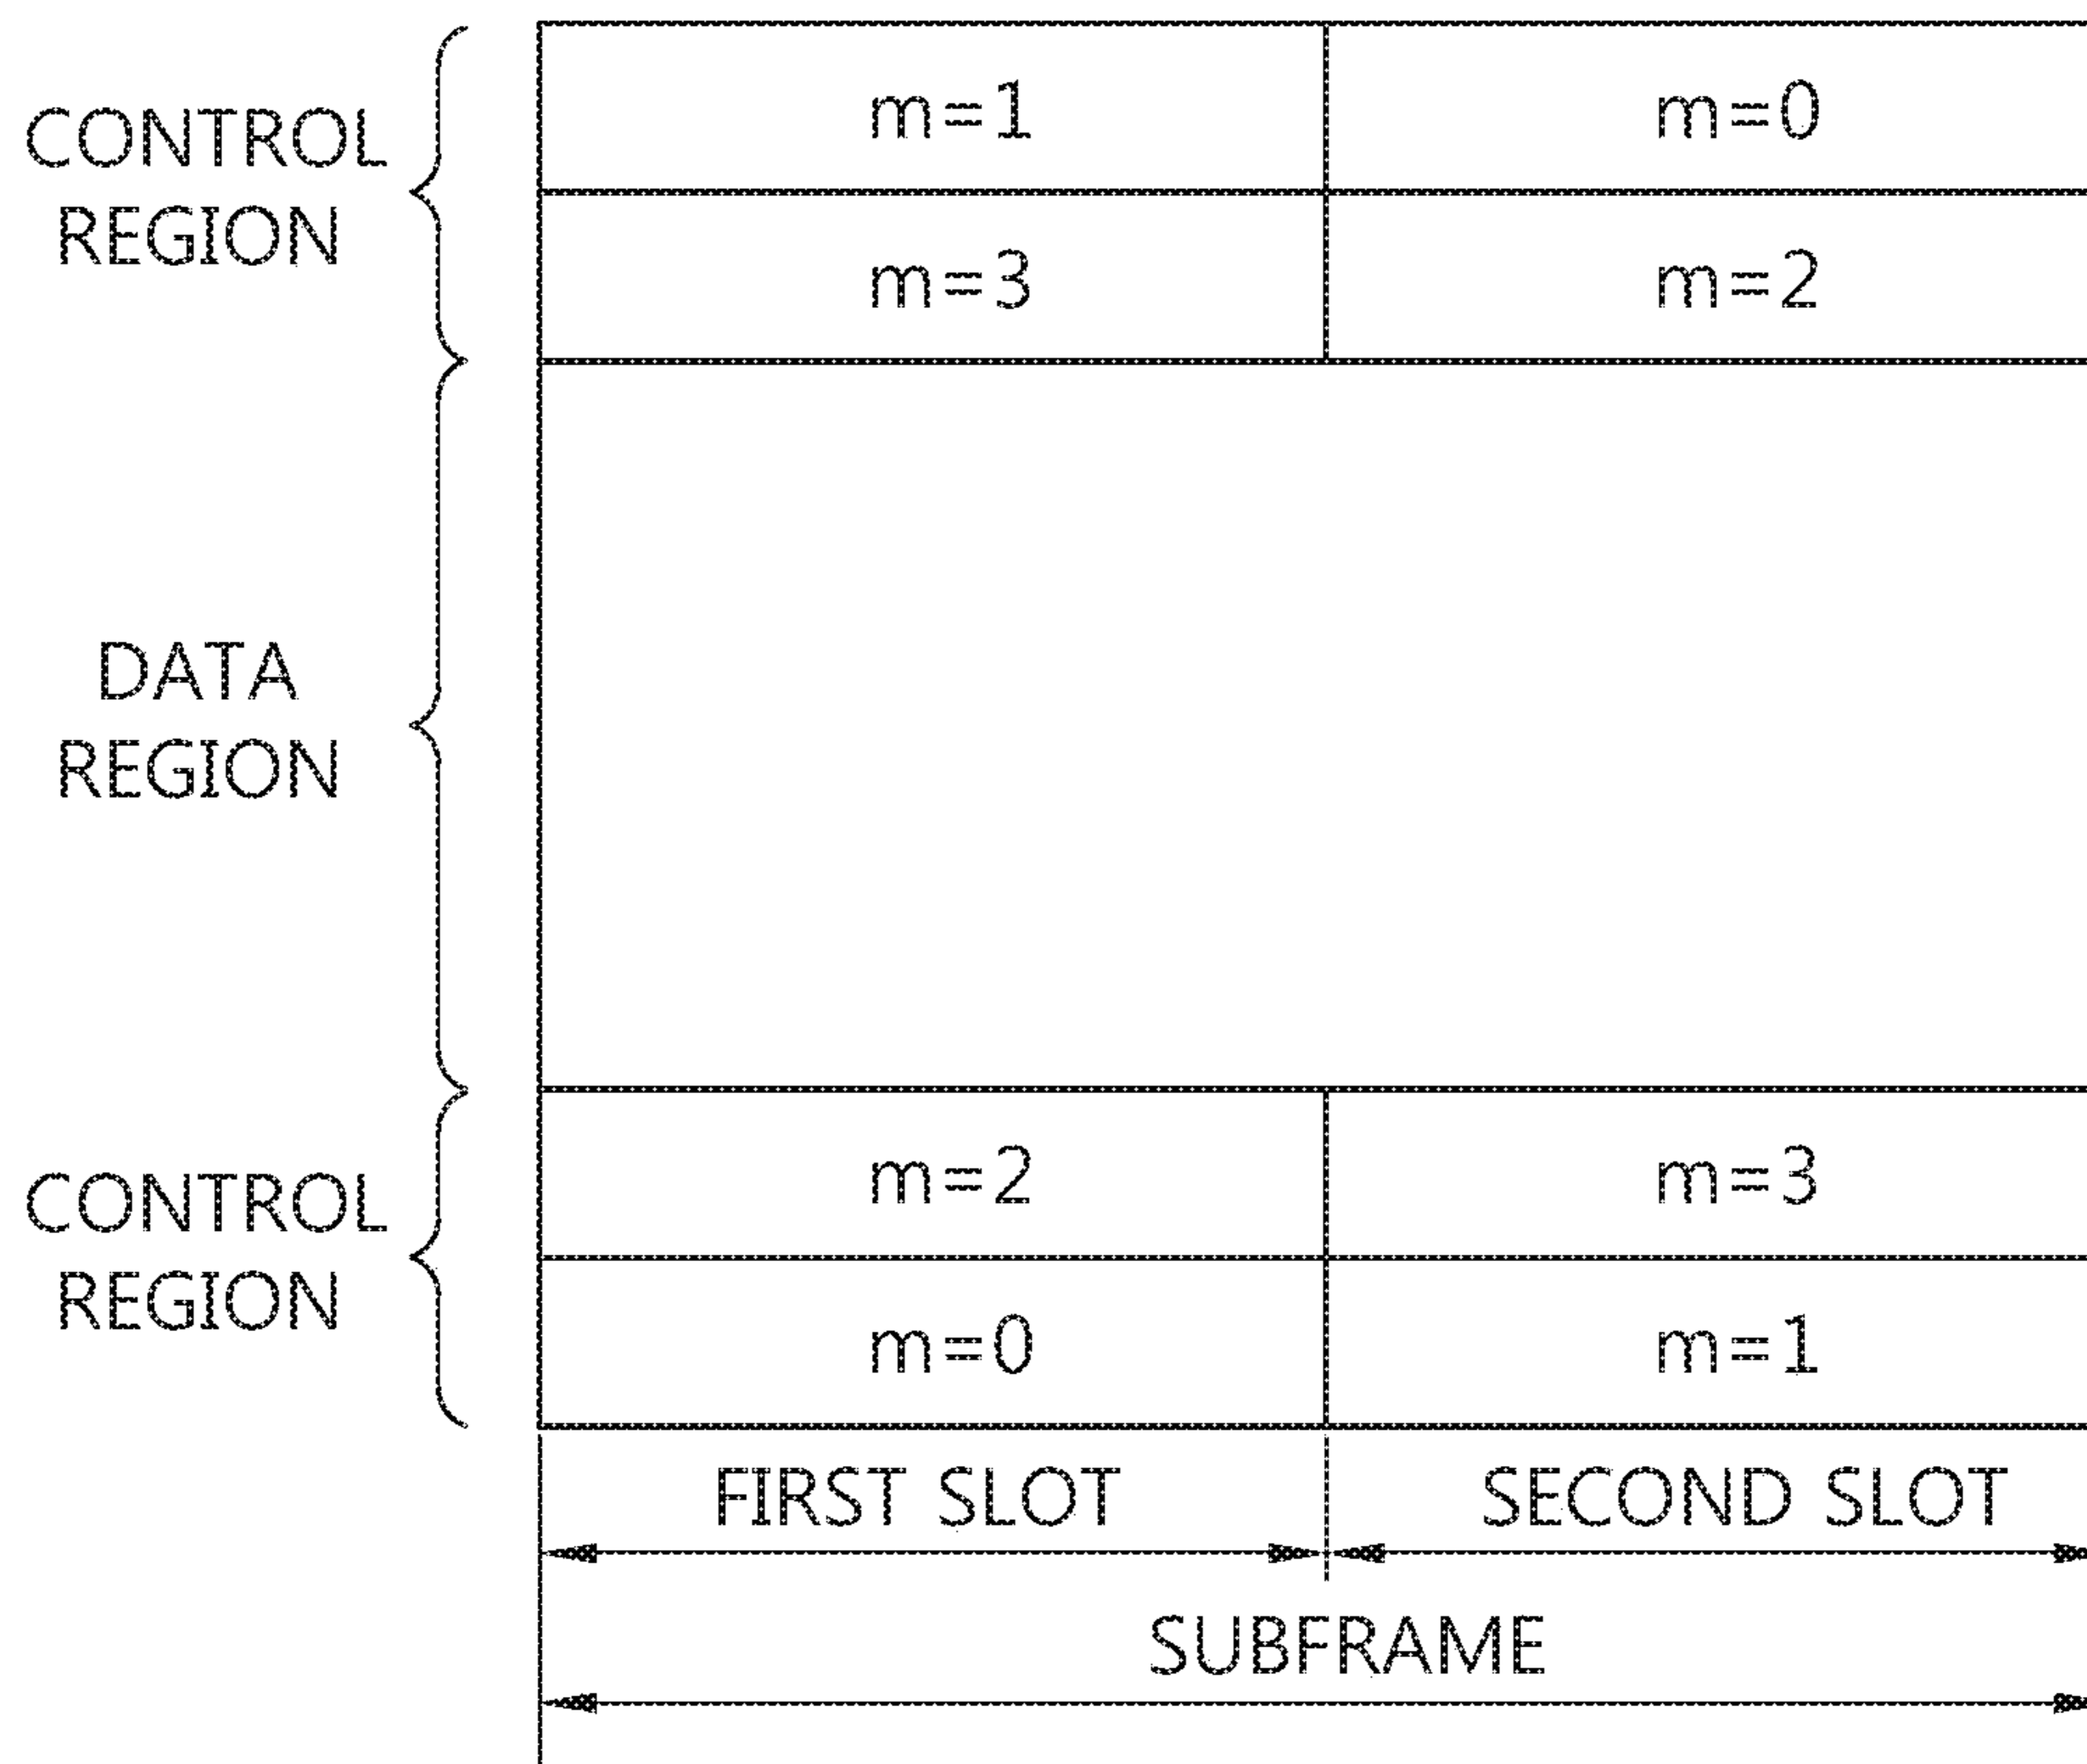 m=1 m=0
CONTROL
REGION
m=3 m=2
DATA
REGION
m=2 m=3
CONTROL
REGION
m=0 m=1
FIRST SLOT SECOND SLOT
SUBFRAME